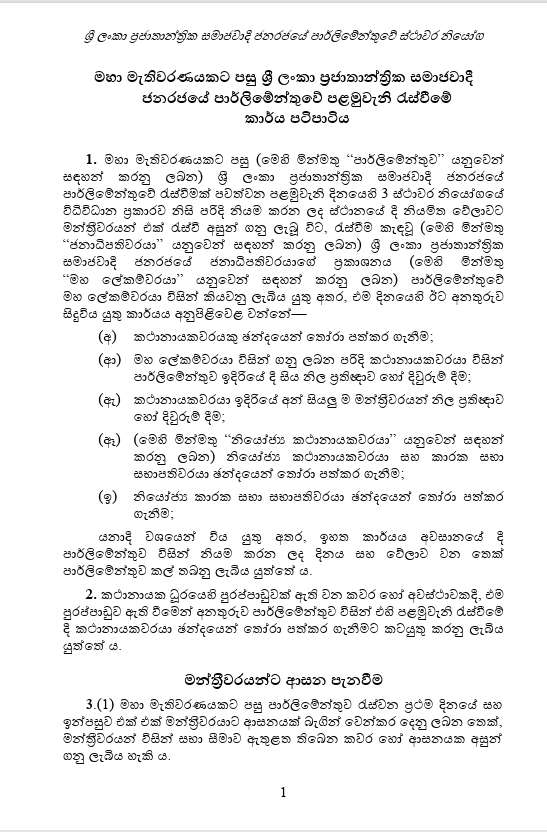 ශ්‍රී ලංකා ප්‍රජාතාන්ත්‍රික සමාජවාදී ජනරජයේ පාර්ලිමේන්තුවේ ස්ථාවර නියෝග
මහා මැතිවරණයකට පසු ශ්‍රී ලංකා ප්‍රජාතාන්ත්‍රික සමාජවාදී
ජනරජයේ පාර්ලිමේන්තුවේ පළමුවැනි රැස්වීමේ
කාර්ය පටිපාටිය
1. මහා මැතිවරණයකට පසු (මෙහි මින්මතු “පාර්ලිමේන්තුව” යනුවෙන්
සඳහන් කරනු ලබන) ශ්‍රී ලංකා ප්‍රජාතාන්ත්‍රික සමාජවාදී ජනරජයේ
පාර්ලිමේන්තුවේ රැස්වීමක් පවත්වන පළමුවැනි දිනයෙහි 3 ස්ථාවර නියෝගයේ
විධිවිධාන ප්‍රකාරව නිසි පරිදි නියම කරන ලද ස්ථානයේ දී නියමිත වේලාවට
මන්ත්‍රීවරයන් එක් රැස්වී අසුන් ගනු ලැබූ විට, රැස්වීම කැඳවූ (මෙහි මින්මතු
“ජනාධිපතිවරයා” යනුවෙන් සඳහන් කරනු ලබන) ශ්‍රී ලංකා ප්‍රජාතාන්ත්‍රික
සමාජවාදී ජනරජයේ ජනාධිපතිවරයාගේ ප්‍රකාශනය (මෙහි මින්මතු
“මහ ලේකම්වරයා” යනුවෙන් සඳහන් කරනු ලබන) පාර්ලිමේන්තුවේ
මහ ලේකම්වරයා විසින් කියවනු ලැබිය යුතු අතර, එම දිනයෙහි ඊට අනතුරුව
සිදුවිය යුතු කාර්යය අනුපිළිවෙළ වන්නේ—
(අ) කථානායකවරයකු ඡන්දයෙන් තෝරා පත්කර ගැනීම;
(ආ) මහ ලේකම්වරයා විසින් ගනු ලබන පරිදි කථානායකවරයා විසින්
පාර්ලිමේන්තුව ඉදිරියේ දී සිය නිල ප්‍රතිඥාව හෝ දිවුරුම් දීම;
(ඇ) කථානායකවරයා ඉදිරියේ අන් සියලු ම මන්ත්‍රීවරයන් නිල ප්‍රතිඥාව
හෝ දිවුරුම් දීම;
(ඈ) (මෙහි මින්මතු “නියෝජ්‍ය කථානායකවරයා” යනුවෙන් සඳහන්
කරනු ලබන) නියෝජ්‍ය කථානායකවරයා සහ කාරක සභා
සභාපතිවරයා ඡන්දයෙන් තෝරා පත්කර ගැනීම;
(ඉ) නියෝජ්‍ය කාරක සභා සභාපතිවරයා ඡන්දයෙන් තෝරා පත්කර
ගැනීම;
යනාදී වශයෙන් විය යුතු අතර, ඉහත කාර්යය අවසානයේ දී
පාර්ලිමේන්තුව විසින් නියම කරන ලද දිනය සහ වේලාව වන තෙක්
පාර්ලිමේන්තුව කල් තබනු ලැබිය යුත්තේ ය.
2. කථානායක ධුරයෙහි පුරප්පාඩුවක් ඇති වන කවර හෝ අවස්ථාවකදී, එම
පුරප්පාඩුව ඇති වීමෙන් අනතුරුව පාර්ලිමේන්තුව විසින් එහි පළමුවැනි රැස්වීමේ
දී කථානායකවරයා ඡන්දයෙන් තෝරා පත්කර ගැනීමට කටයුතු කරනු ලැබිය
යුත්තේ ය.
මන්ත්‍රීවරයන්ට ආසන පැනවීම
3.(1) මහා මැතිවරණයකට පසු පාර්ලිමේන්තුව රැස්වන ප්‍රථම දිනයේ සහ
ඉන්පසුව එක් එක් මන්ත්‍රීවරයාට ආසනයක් බැගින් වෙන්කර දෙනු ලබන තෙක්,
මන්ත්‍රීවරයන් විසින් සභා සීමාව ඇතුළත තිබෙන කවර හෝ ආසනයක අසුන්
ගනු ලැබිය හැකි ය.
1